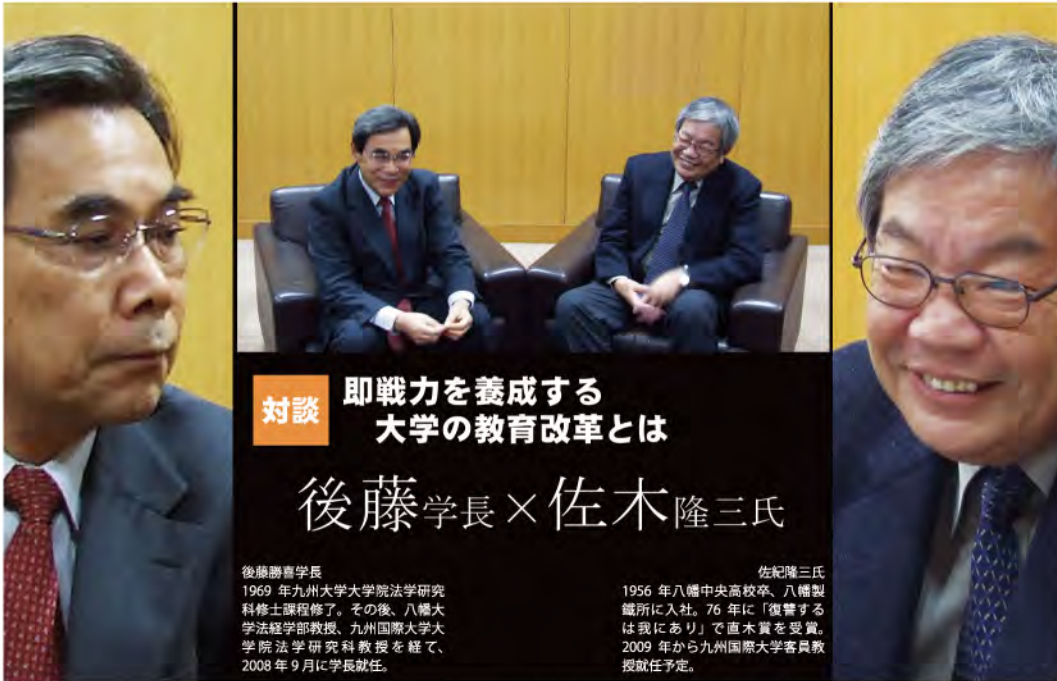 対談
即戦力を養成する
大学の教育改革とは
後藤学長×佐木隆三氏
後藤勝喜学長
1969 年九州大学大学院法学研究
科修士課程修了。その後、八幡大
学法経学部教授、九州国際大学大
学院法学研究科教授を経て、
2008年9月に学長就任。
佐紀隆三氏
1956 年八幡中央高校卒、八幡製
鐵所に入社。76 年に「復讐する
は我にあり」で直木賞を受賞。
2009 年から九州国際大学客員教
授就任予定。